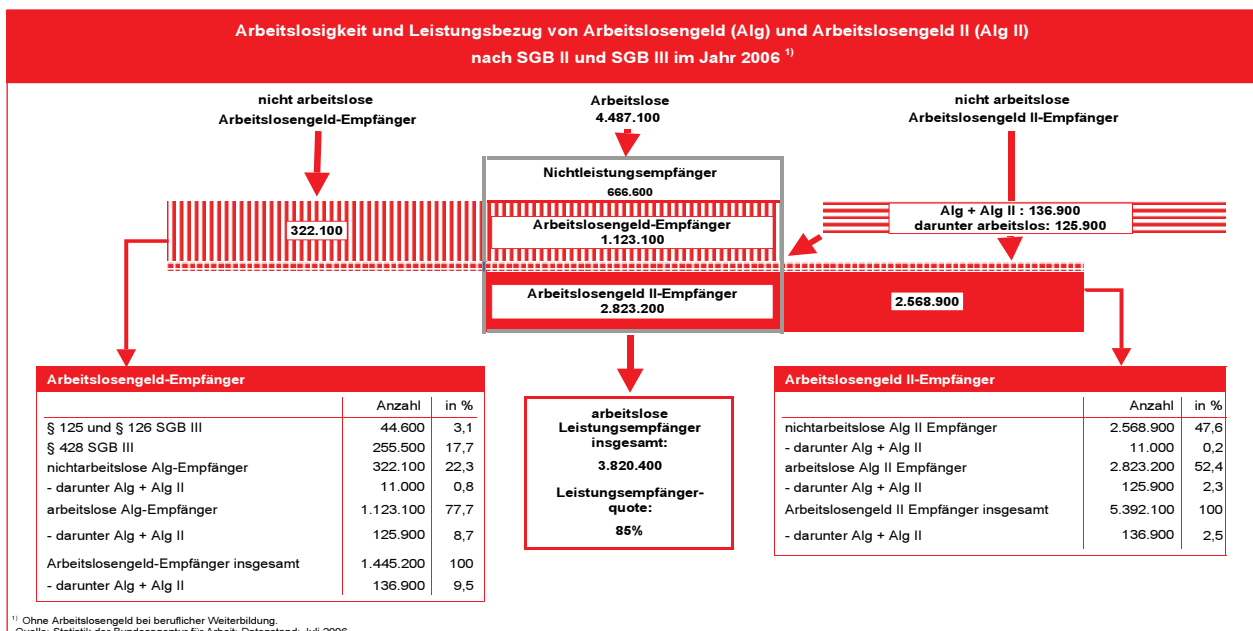 Arbeitslosigkeit und Leistungsbezug von Arbeitslosengeld (Alg) und Arbeitslosengeld II (Alg II)
nach SGB II und SGB III im Jahr 2006 1)
nicht arbeitslose
Arbeitslosengeld-Empfänger
Arbeitslose
4.487.100
nicht arbeitslose
Arbeitslosengeld II-Empfänger
Nichtleistungsempfänger
666.600
322.100
Arbeitslosengeld-Empfänger
1.123.100
Alg + Alg II : 136.900
darunter arbeitslos: 125.900
Arbeitslosengeld II-Empfänger
2.823.200
2.568.900
Arbeitslosengeld-Empfänger
Anzahl in %
§ 125 und § 126 SGB III 44.600 3,1
§ 428 SGB III 255.500 17,7
nichtarbeitslose Alg-Empfänger 322.100 22,3
- darunter Alg + Alg II 11.000 0,8
arbeitslose Alg-Empfänger 1.123.100 77,7
- darunter Alg + Alg II 125.900 8,7
Arbeitslosengeld-Empfänger insgesamt 1.445.200 100
- darunter Alg + Alg II 136.900 9,5
arbeitslose
Leistungsempfänger
insgesamt:
3.820.400
Leistungsempfänger-
quote:
85%
Arbeitslosengeld II-Empfänger
Anzahl in %
nichtarbeitslose Alg II Empfänger 2.568.900 47,6
- darunter Alg + Alg II 11.000 0,2
arbeitslose Alg II Empfänger 2.823.200 52,4
- darunter Alg + Alg II 125.900 2,3
Arbeitslosengeld II Empfänger insgesamt 5.392.100 100
- darunter Alg + Alg II 136.900 2,5
1) Ohne Arbeitslosengeld bei beruflicher Weiterbildung.
Quelle: Statistik der Bundesagentur für Arbeit; Datenstand: Juli 2006